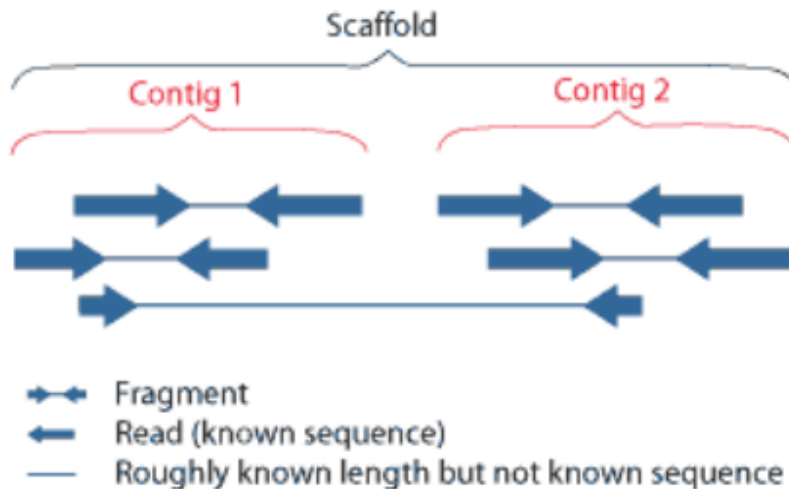 Scaffold
Contig 1
Contig 2
Fragment
Read (known sequence)
Roughly known length but not known sequence